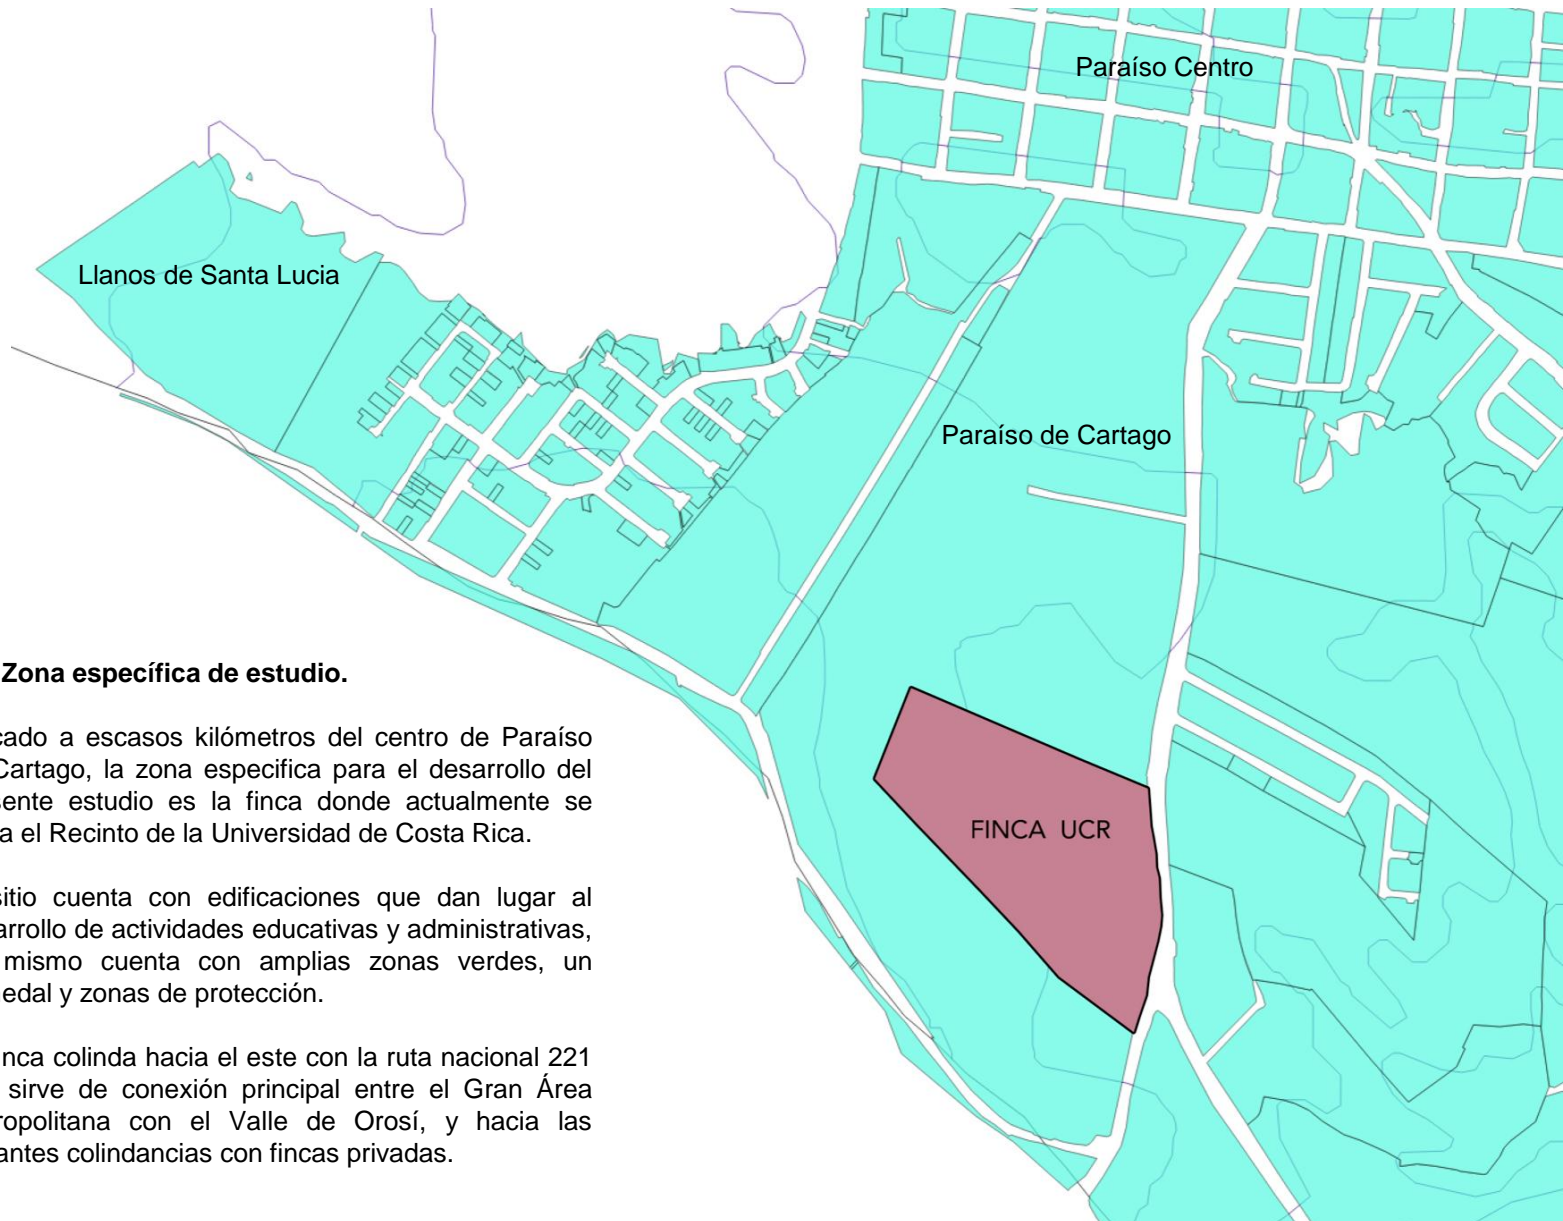 Paraíso Centro
Llanos de Santa Lucia
Paraíso de Cartago
FINCA UCR
Zona específica de estudio.
cado a escasos kilómetros del centro de Paraíso
Cartago, la zona especifica para el desarrollo del
sente estudio es la finca donde actualmente se
a el Recinto de la Universidad de Costa Rica.
sitio cuenta con edificaciones que dan lugar al
arrollo de actividades educativas y administrativas,
mismo cuenta con amplias zonas verdes, un
edal y zonas de protección.
inca colinda hacia el este con la ruta nacional 221
sirve de conexión principal entre el Gran Área
ropolitana con el Valle de Orosí, y hacia las
antes colindancias con fincas privadas.